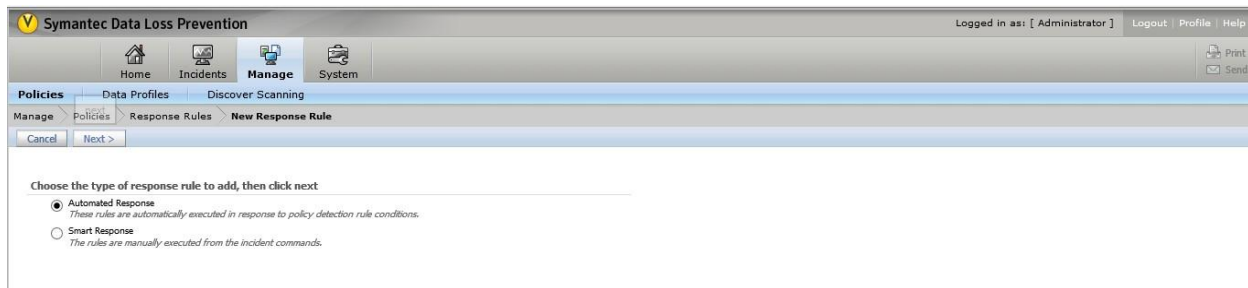 Symantec Data Loss Prevention
Logged in as: [ Administrator ] Logout Profile Help
Home Incidents Manage System
Print
Send
Policies Data Profiles Discover Scanning
Manage Policies Response Rules New Response Rule
next
Cancel Next >
Choose the type of response rule to add, then click next
Automated Response
These rules are automatically executed in response to policy detection rule conditions.
Smart Response
The rules are manually executed from the incident commands.